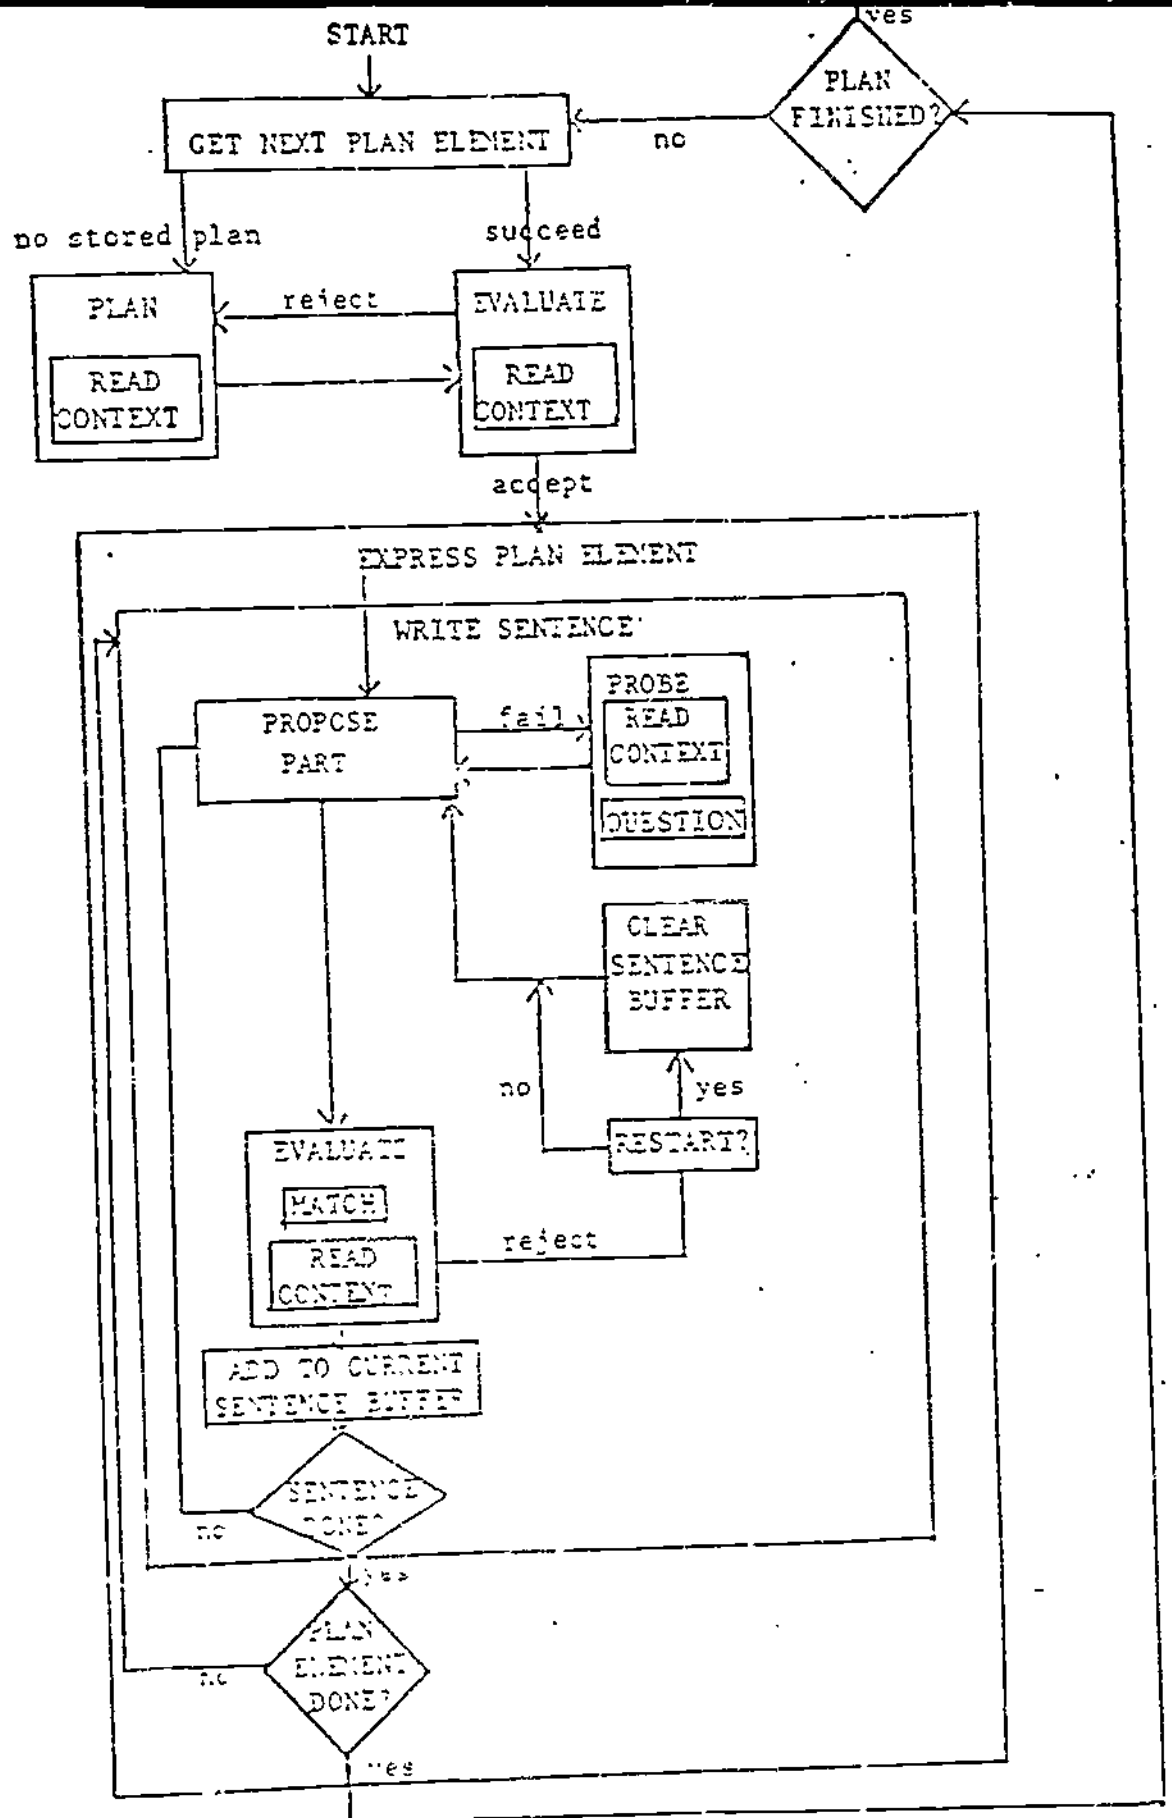 yes
START
PLAN
FINISHED?
GET NEXT PLAN ELEMENT
no
no stored plan
succeed
PLAN
reject
EVALUATE
READ
CONTEXT
READ
CONTEXT
accept
EXPRESS PLAN ELEMENT
WRITE SENTENCE
PROPOSE
PART
fail
PROBE
READ
CONTEXT
QUESTION
CLEAR
SENTENCE
BUFFER
no
yes
RESTART?
EVALUATE
MATCH
READ
CONTEXT
reject
ADD TO CURRENT
SENTENCE BUFFER
SENTENCE
DONE?
no
yes
PLAN
ELEMENT
DONE?
no
yes